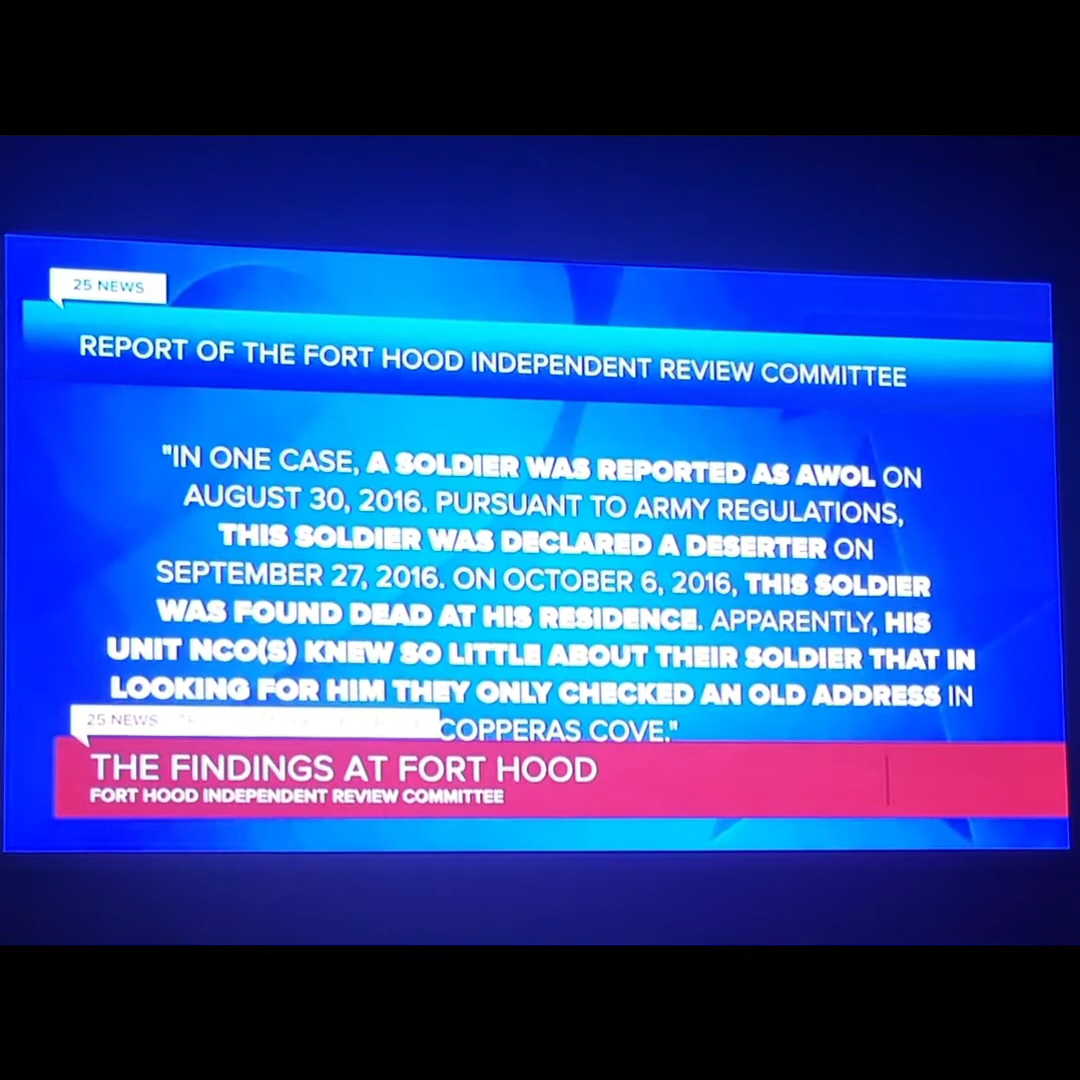 25 NEWS
REPORT OF THE FORT HOOD INDEPENDENT REVIEW COMMITTEE
"IN ONE CASE, A SOLDIER WAS REPORTED AS AWOL ON
AUGUST 30, 2016. PURSUANT TO ARMY REGULATIONS,
THIS SOLDIER WAS DECLARED A DESERTER ON
SEPTEMBER 27, 2016. ON OCTOBER 6, 2016, THIS SOLDIER
WAS FOUND DEAD AT HIS RESIDENCE. APPARENTLY, HIS
UNIT NCO(S) KNEW SO LITTLE ABOUT THEIR SOLDIER THAT IN
LOOKING FOR HIM THEY ONLY CHECKED AN OLD ADDRESS IN
COPPERAS COVE."
25 NEWS
THE FINDINGS AT FORT HOOD
FORT HOOD INDEPENDENT REVIEW COMMITTEE